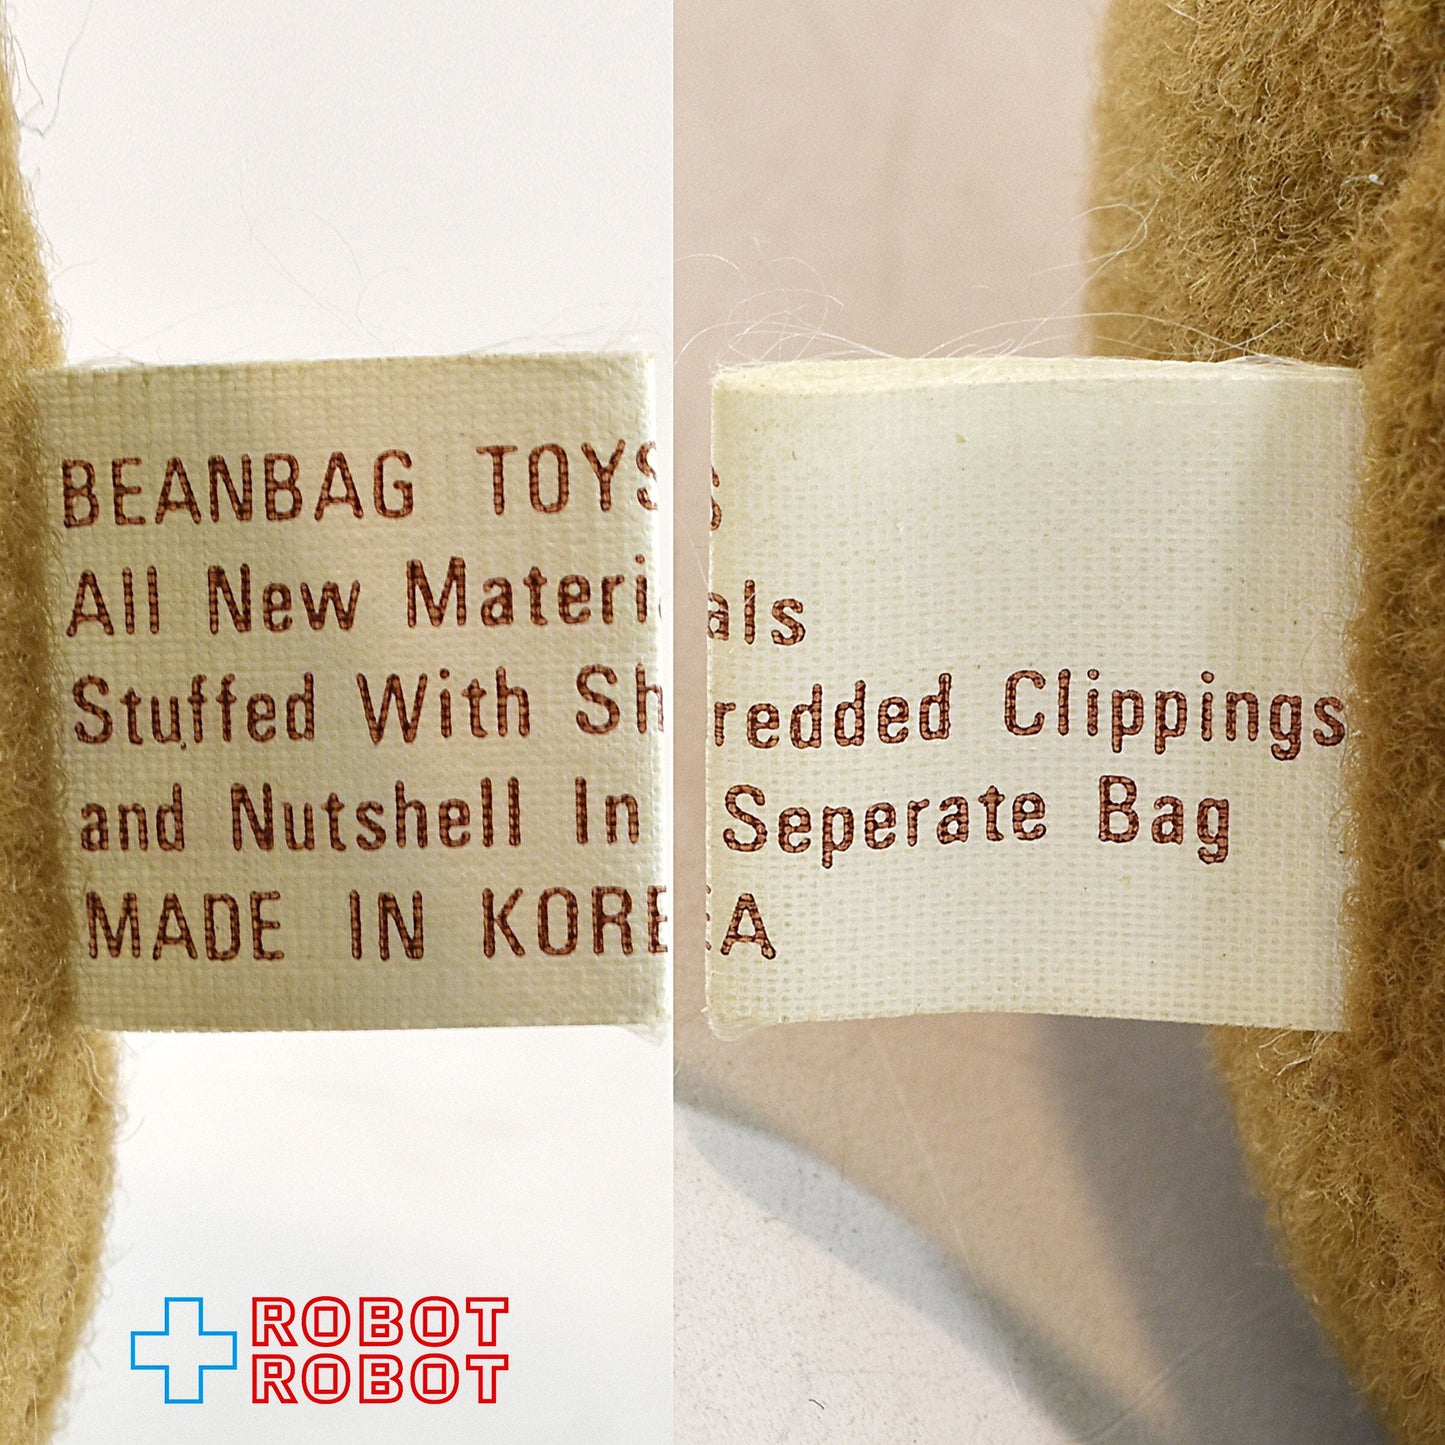 BEANBAG TOYS
All New Materials
Stuffed With Shredded Clippings
and Nutshell In Seperate Bag
MADE IN KOREA
ROBOT
ROBOT